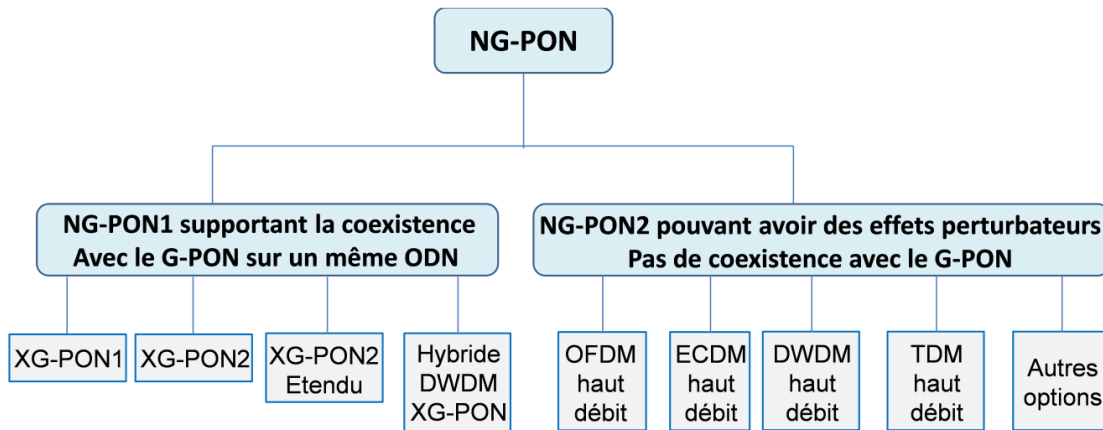 NG-PON
NG-PON1 supportant la coexistence
Avec le G-PON sur un même ODN
NG-PON2 pouvant avoir des effets perturbateurs
Pas de coexistence avec le G-PON
XG-PON1
XG-PON2
XG-PON2
Etendu
Hybride
DWDM
XG-PON
OFDM
haut
débit
ECDM
haut
débit
DWDM
haut
débit
TDM
haut
débit
Autres
options